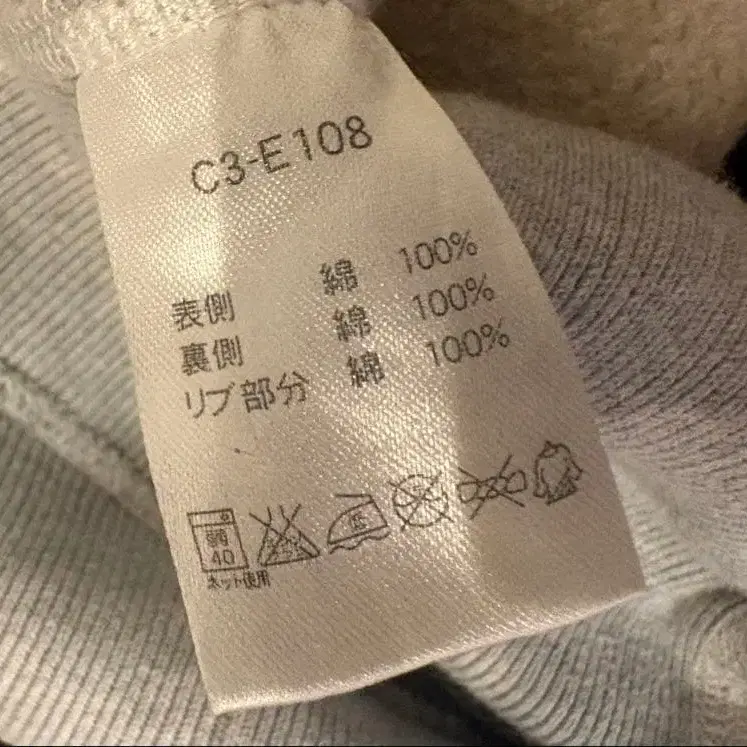 C3-E108
表側 綿 100%
裏側 綿 100%
リブ部分 綿 100%
弱 40
ネット使用